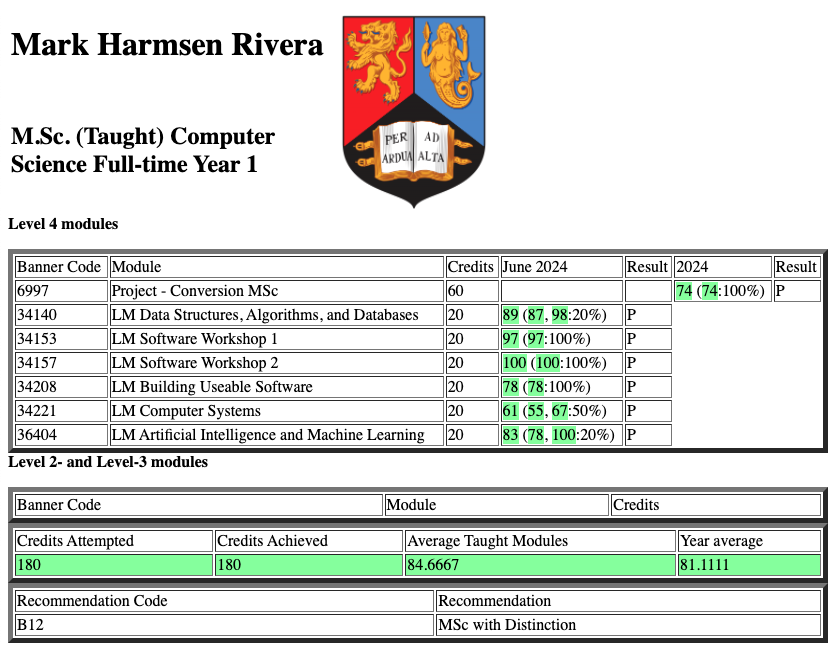 Mark Harmsen Rivera
M.Sc. (Taught) Computer
Science Full-time Year 1
PER AD
ARDUA ALTA
Level 4 modules
Banner Code Module Credits June 2024 Result 2024 Result
6997 Project - Conversion MSc 60 74 (74:100%) P
34140 LM Data Structures, Algorithms, and Databases 20 89 (87, 98:20%) P
34153 LM Software Workshop 1 20 97 (97:100%) P
34157 LM Software Workshop 2 20 100 (100:100%) P
34208 LM Building Useable Software 20 78 (78:100%) P
34221 LM Computer Systems 20 61 (55, 67:50%) P
36404 LM Artificial Intelligence and Machine Learning 20 83 (78, 100:20%) P
Level 2- and Level-3 modules
Banner Code Module Credits
Credits Attempted Credits Achieved Average Taught Modules Year average
180 180 84.6667 81.1111
Recommendation Code Recommendation
B12 MSc with Distinction